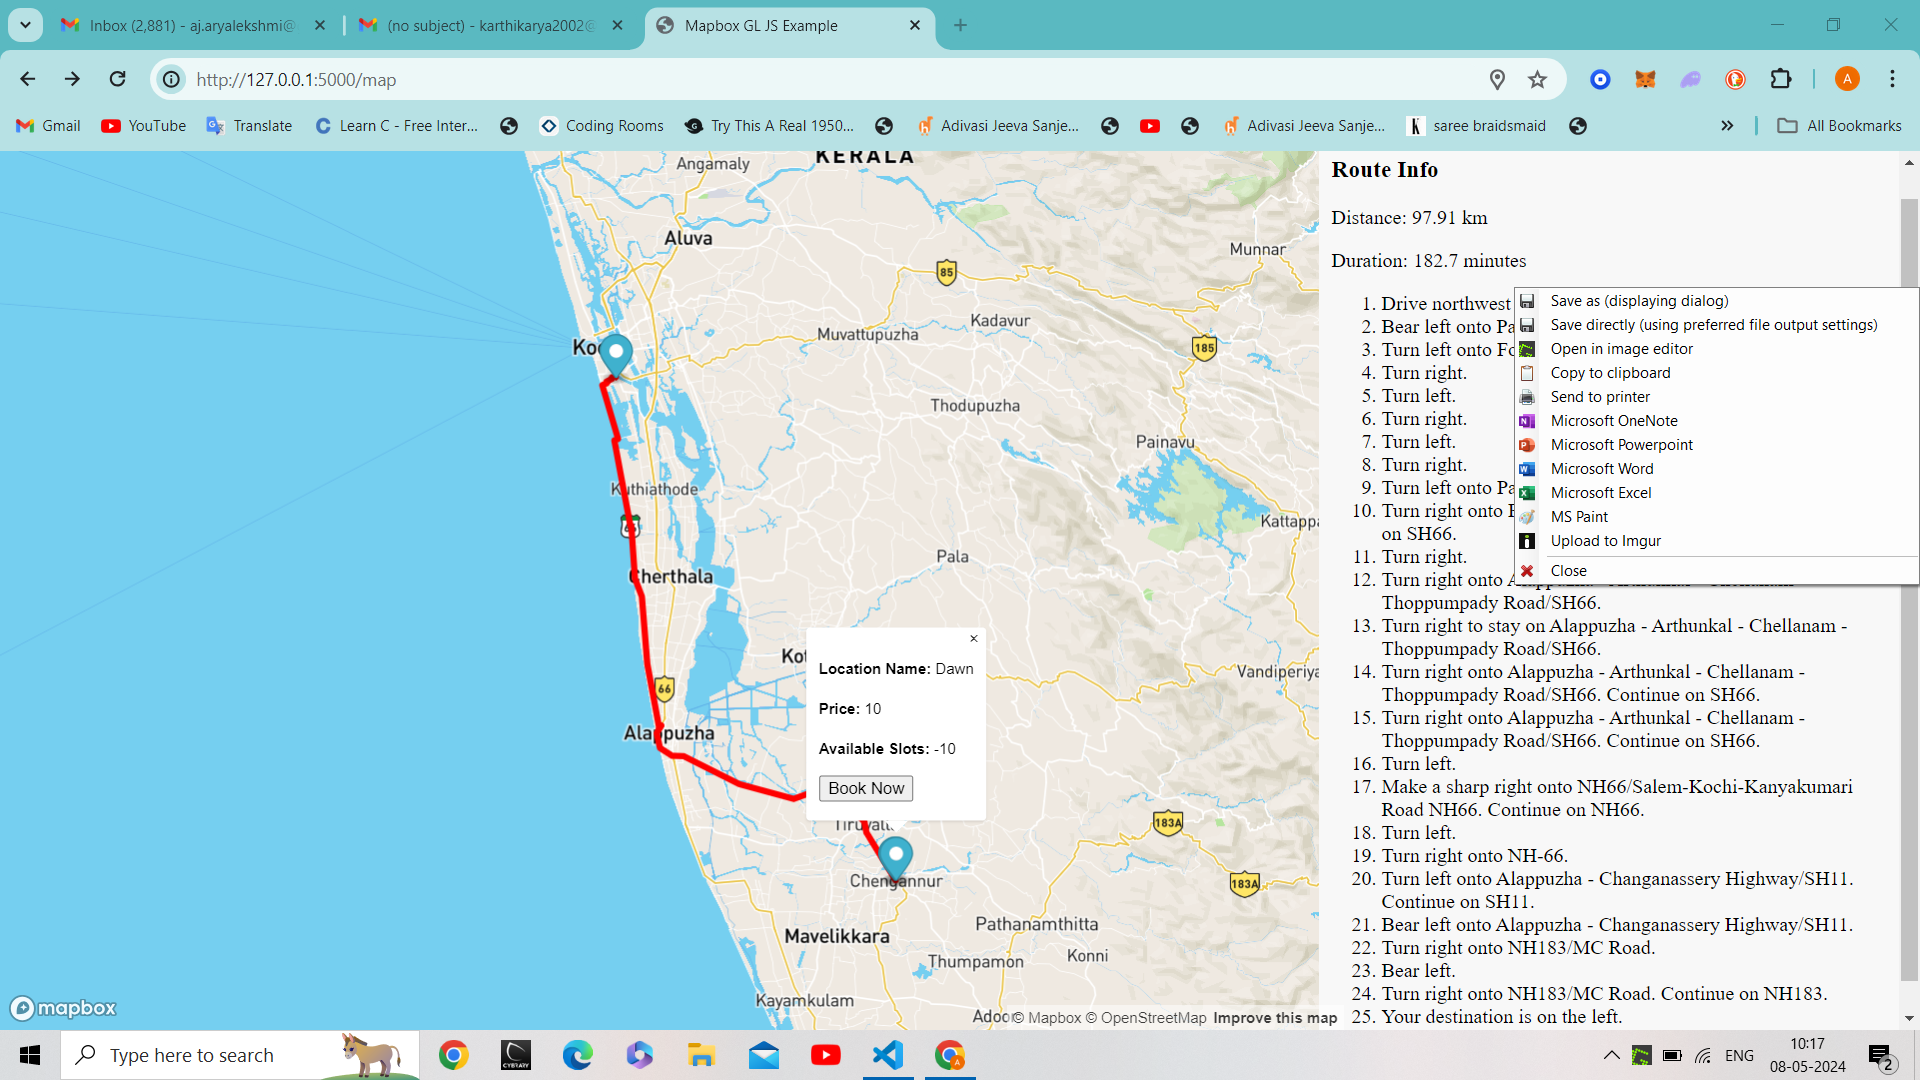 Inbox (2,881) - aj.aryalekshmi@
(no subject) - karthikarya2002@
Mapbox GL JS Example
http://127.0.0.1:5000/map
A
Gmail
YouTube
Translate
Learn C - Free Inter...
Coding Rooms
Try This A Real 1950...
Adivasi Jeeva Sanje...
Adivasi Jeeva Sanje...
saree braidsmaid
All Bookmarks
KERALA
Angamaly
Aluva
Munnar
85
Kadavur
Muvattupuzha
185
Koc
Thodupuzha
Painavu
Kuthiathode
Kattappa
Pala
Cherthala
Kot
Vandiperiya
66
Alappuzha
×
Location Name: Dawn
Price: 10
Available Slots: -10
Book Now
Tiruvall
183A
Chengannur
183A
Pathanamthitta
Mavelikkara
Konni
Thumpamon
Kayamkulam
Adoo
mapbox
© Mapbox © OpenStreetMap Improve this map
Route Info
Distance: 97.91 km
Duration: 182.7 minutes
1. Drive northwest
2. Bear left onto Pa
3. Turn left onto Fo
4. Turn right.
5. Turn left.
6. Turn right.
7. Turn left.
8. Turn right.
9. Turn left onto Pa
10. Turn right onto
on SH66.
11. Turn right.
12. Turn right onto Alappuzha - Arthunkal - Chellanam -
Thoppumpady Road/SH66.
13. Turn right to stay on Alappuzha - Arthunkal - Chellanam -
Thoppumpady Road/SH66.
14. Turn right onto Alappuzha - Arthunkal - Chellanam -
Thoppumpady Road/SH66. Continue on SH66.
15. Turn right onto Alappuzha - Arthunkal - Chellanam -
Thoppumpady Road/SH66. Continue on SH66.
16. Turn left.
17. Make a sharp right onto NH66/Salem-Kochi-Kanyakumari
Road NH66. Continue on NH66.
18. Turn left.
19. Turn right onto NH-66.
20. Turn left onto Alappuzha - Changanassery Highway/SH11.
Continue on SH11.
21. Bear left onto Alappuzha - Changanassery Highway/SH11.
22. Turn right onto NH183/MC Road.
23. Bear left.
24. Turn right onto NH183/MC Road. Continue on NH183.
25. Your destination is on the left.
Save as (displaying dialog)
Save directly (using preferred file output settings)
Open in image editor
Copy to clipboard
Send to printer
Microsoft OneNote
Microsoft Powerpoint
Microsoft Word
Microsoft Excel
MS Paint
Upload to Imgur
Close
Type here to search
CYBRARY
ENG
10:17
08-05-2024
2